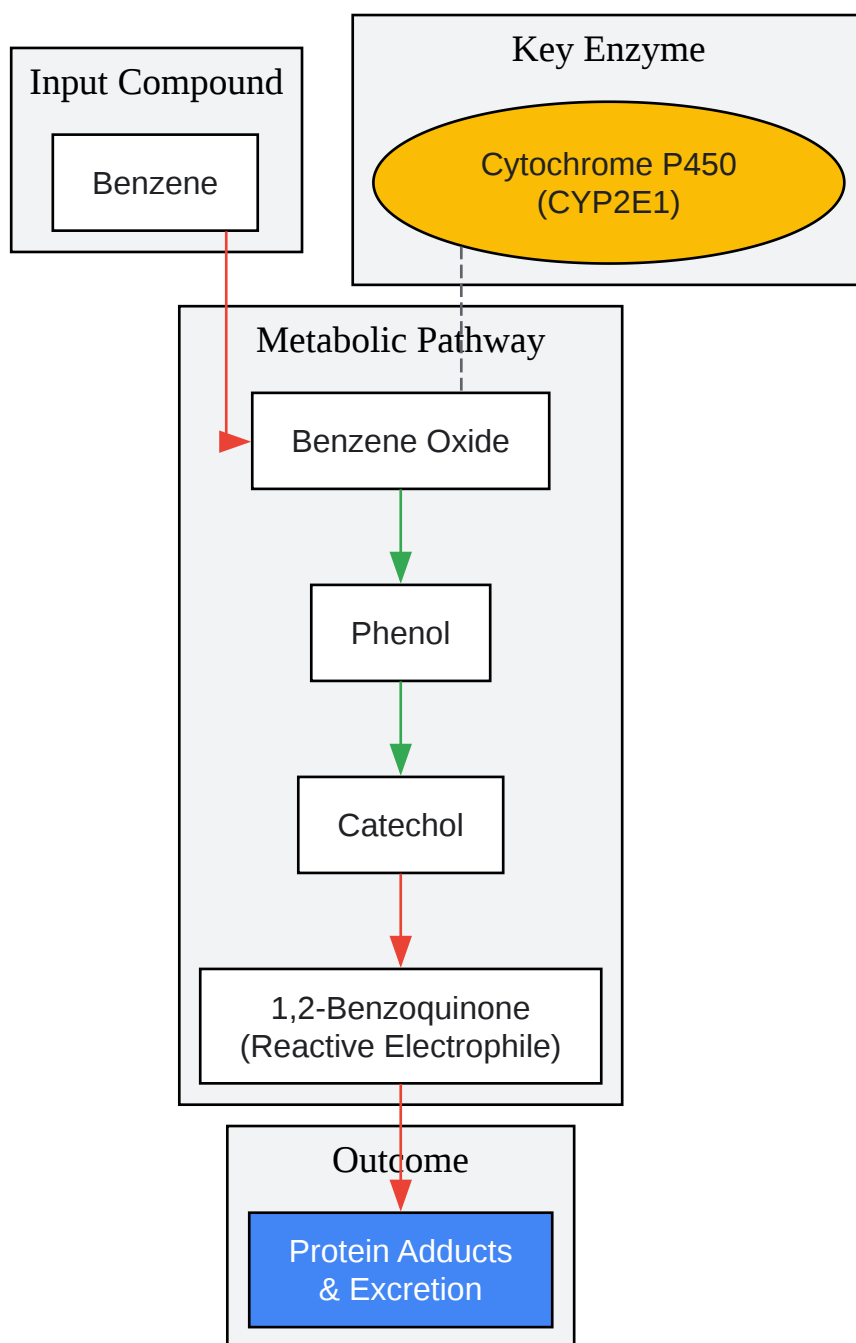 Input Compound
Benzene
Key Enzyme
Cytochrome P450
(CYP2E1)
Metabolic Pathway
Benzene Oxide
Phenol
Catechol
1,2-Benzoquinone
(Reactive Electrophile)
Outcome
Protein Adducts
& Excretion